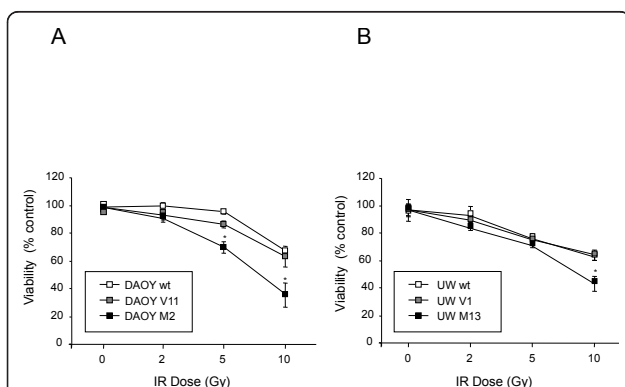 A
120
100
80
60
40
20
0
Viability (% control)
*
*
DAOY wt
DAOY V11
DAOY M2
0 2 5 10
IR Dose (Gy)
B
120
100
80
60
40
20
0
Viability (% control)
*
UW wt
UW V1
UW M13
0 2 5 10
IR Dose (Gy)